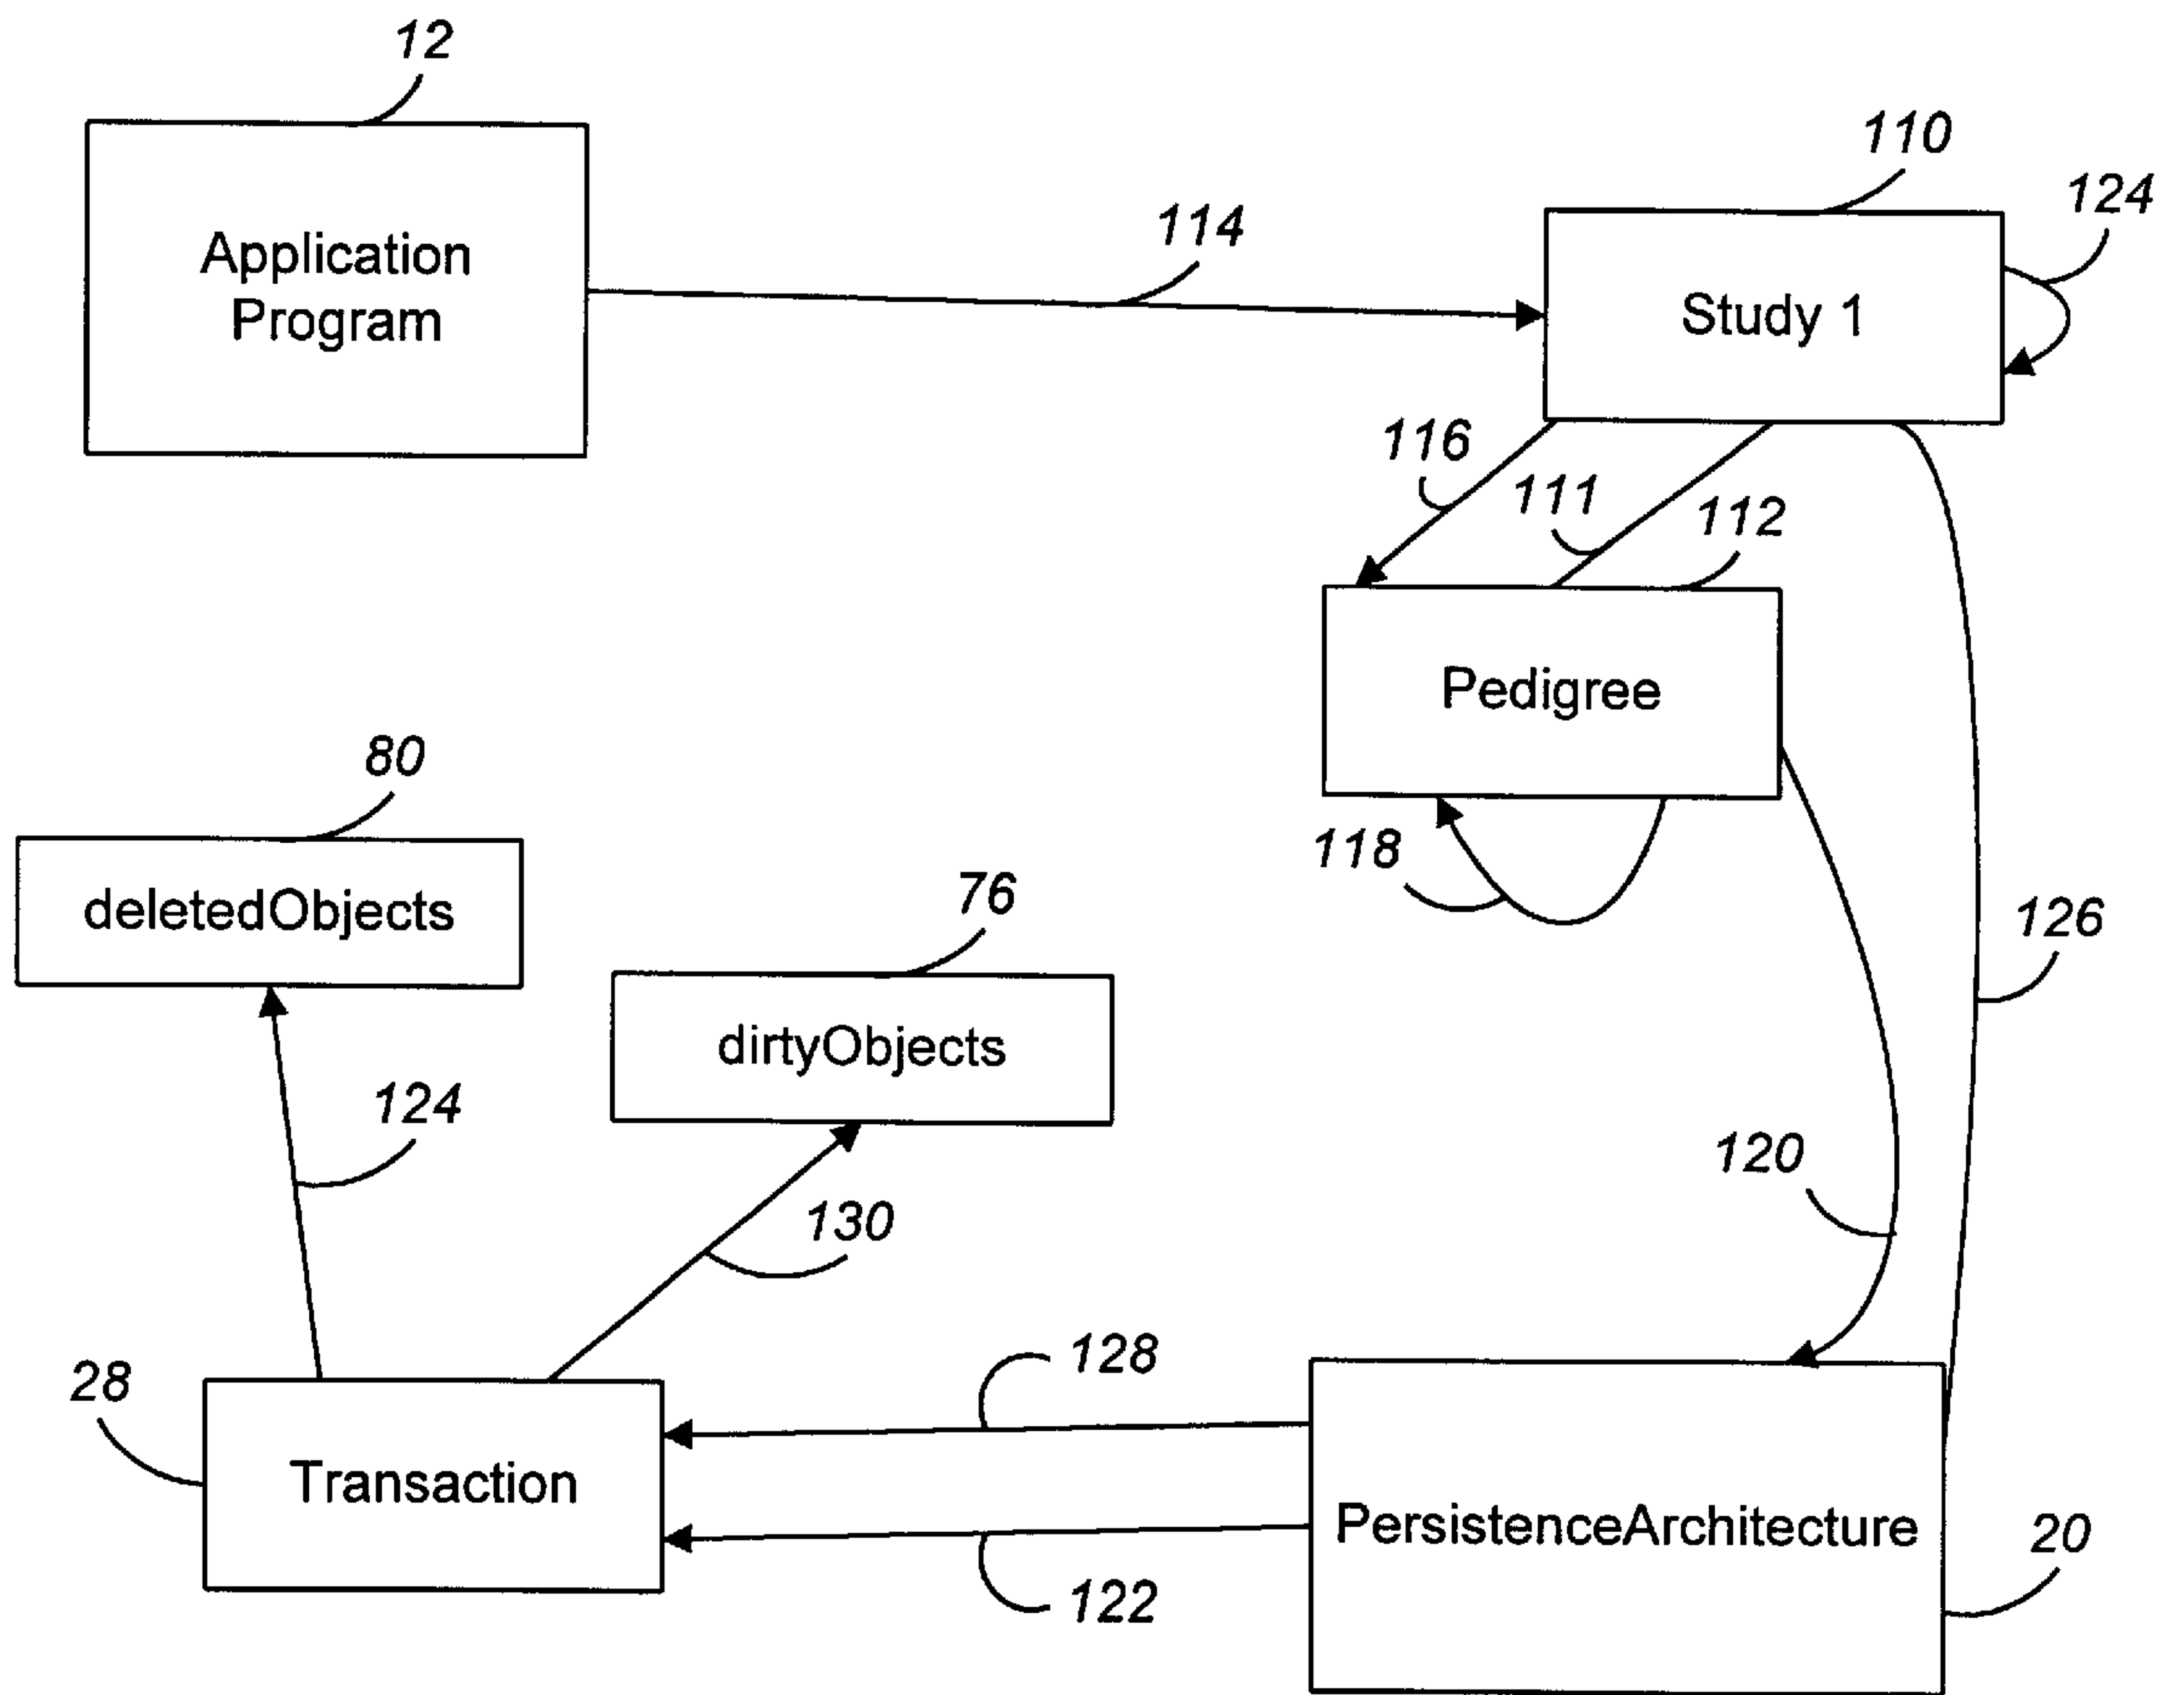 12
110
124
114
Application
Program
Study 1
116
111
112
Pedigree
80
118
76
deletedObjects
126
dirtyObjects
124
120
130
128
28
Transaction
PersistenceArchitecture
20
122